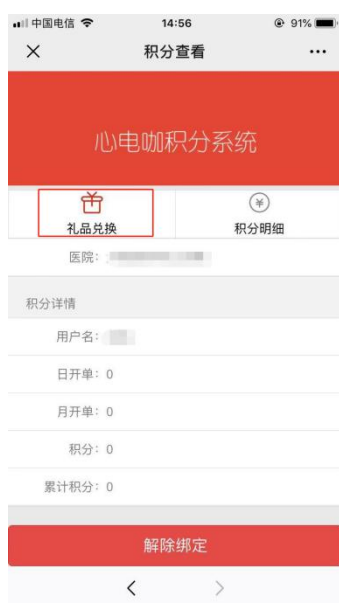 中国电信 14:56 91%
积分查看
心电咖积分系统
礼品兑换 积分明细
医院:
积分详情
用户名:
日开单: 0
月开单: 0
积分: 0
累计积分: 0
解除绑定